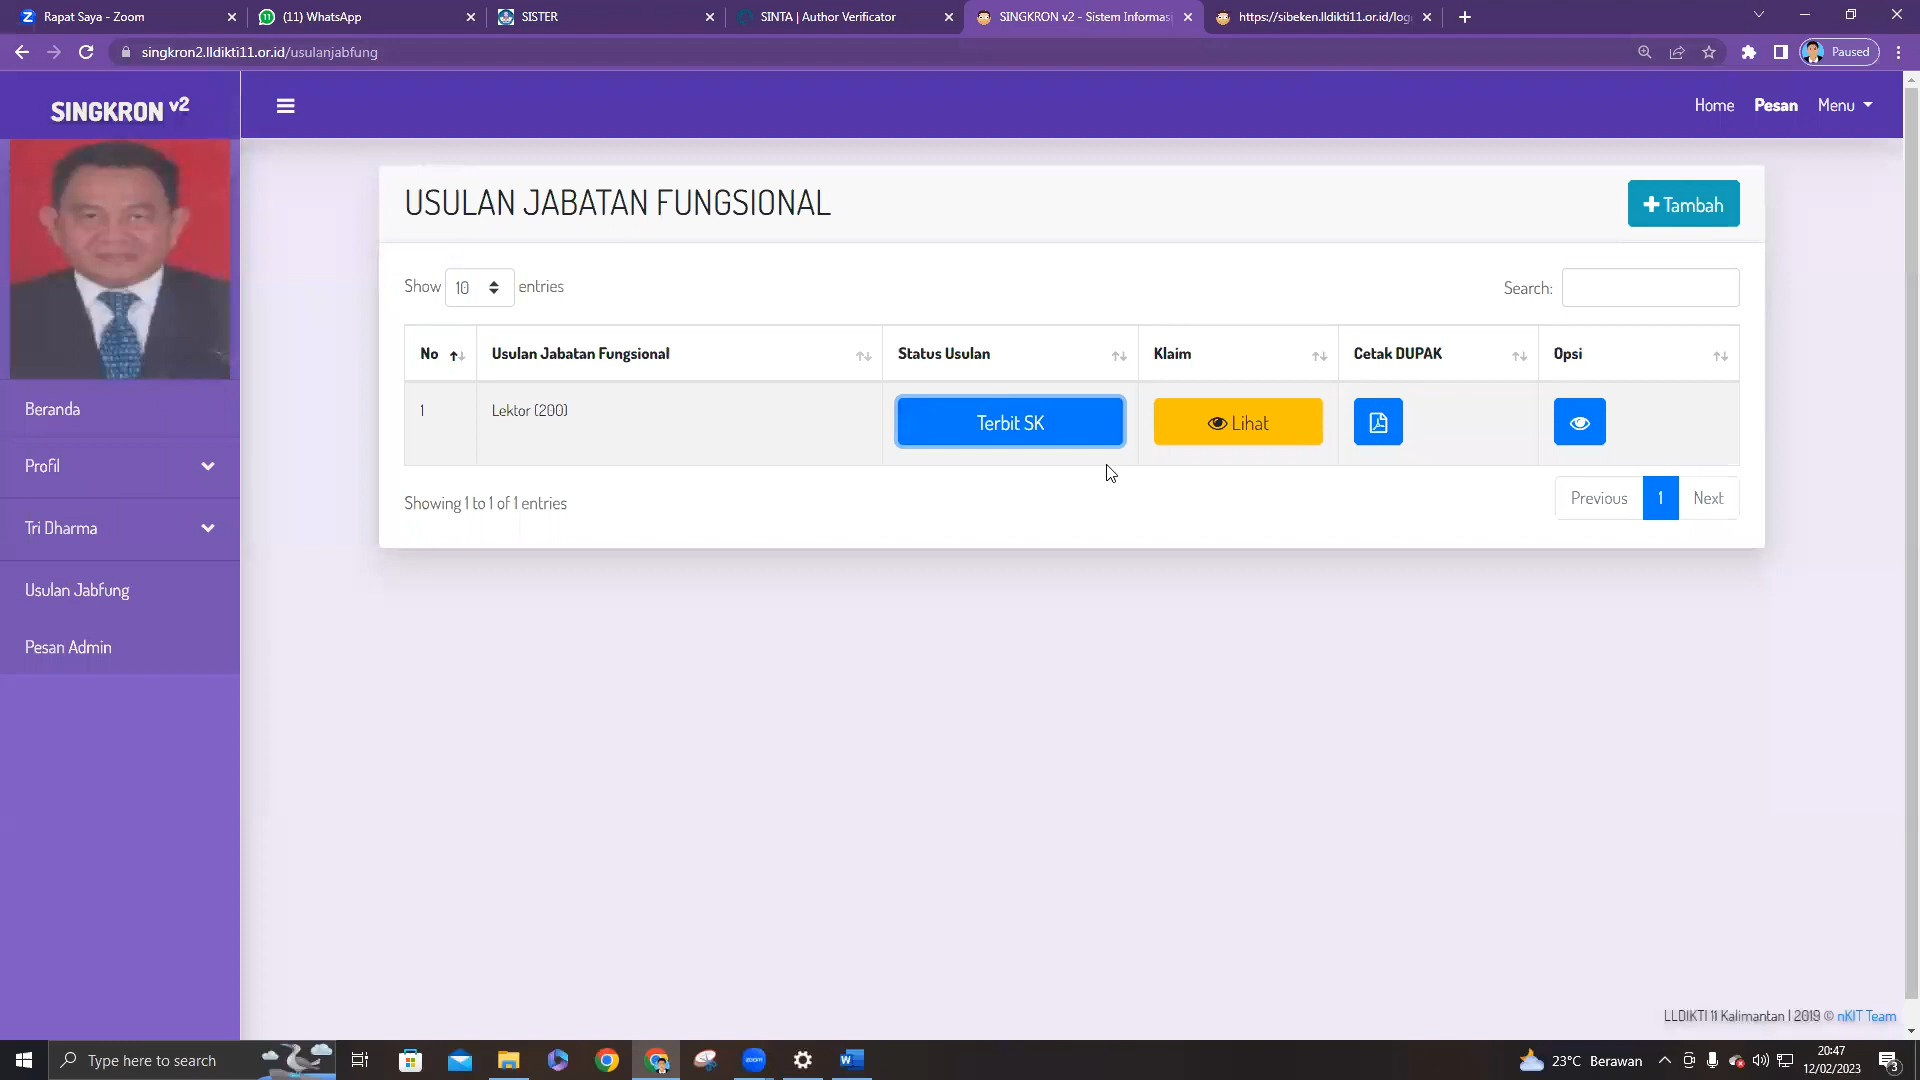 Rapat Saya - Zoom
(11) WhatsApp
SISTER
SINTA | Author Verificator
SINGKRON v2 - Sistem Informas
https://sibeken.lldikti11.or.id/log
singkron2.lldikti11.or.id/usulanjabfung
Paused
SINGKRON v2
Home
Pesan
Menu
Beranda
Profil
Tri Dharma
Usulan Jabfung
Pesan Admin
USULAN JABATAN FUNGSIONAL
Tambah
Show 10 entries
Search:
No
Usulan Jabatan Fungsional
Status Usulan
Klaim
Cetak DUPAK
Opsi
1
Lektor (200)
Terbit SK
Lihat
Showing 1 to 1 of 1 entries
Previous
1
Next
LLDIKTI 11 Kalimantan | 2019 © nKIT Team
Type here to search
zoom
23°C Berawan
20:47
12/02/2023
3